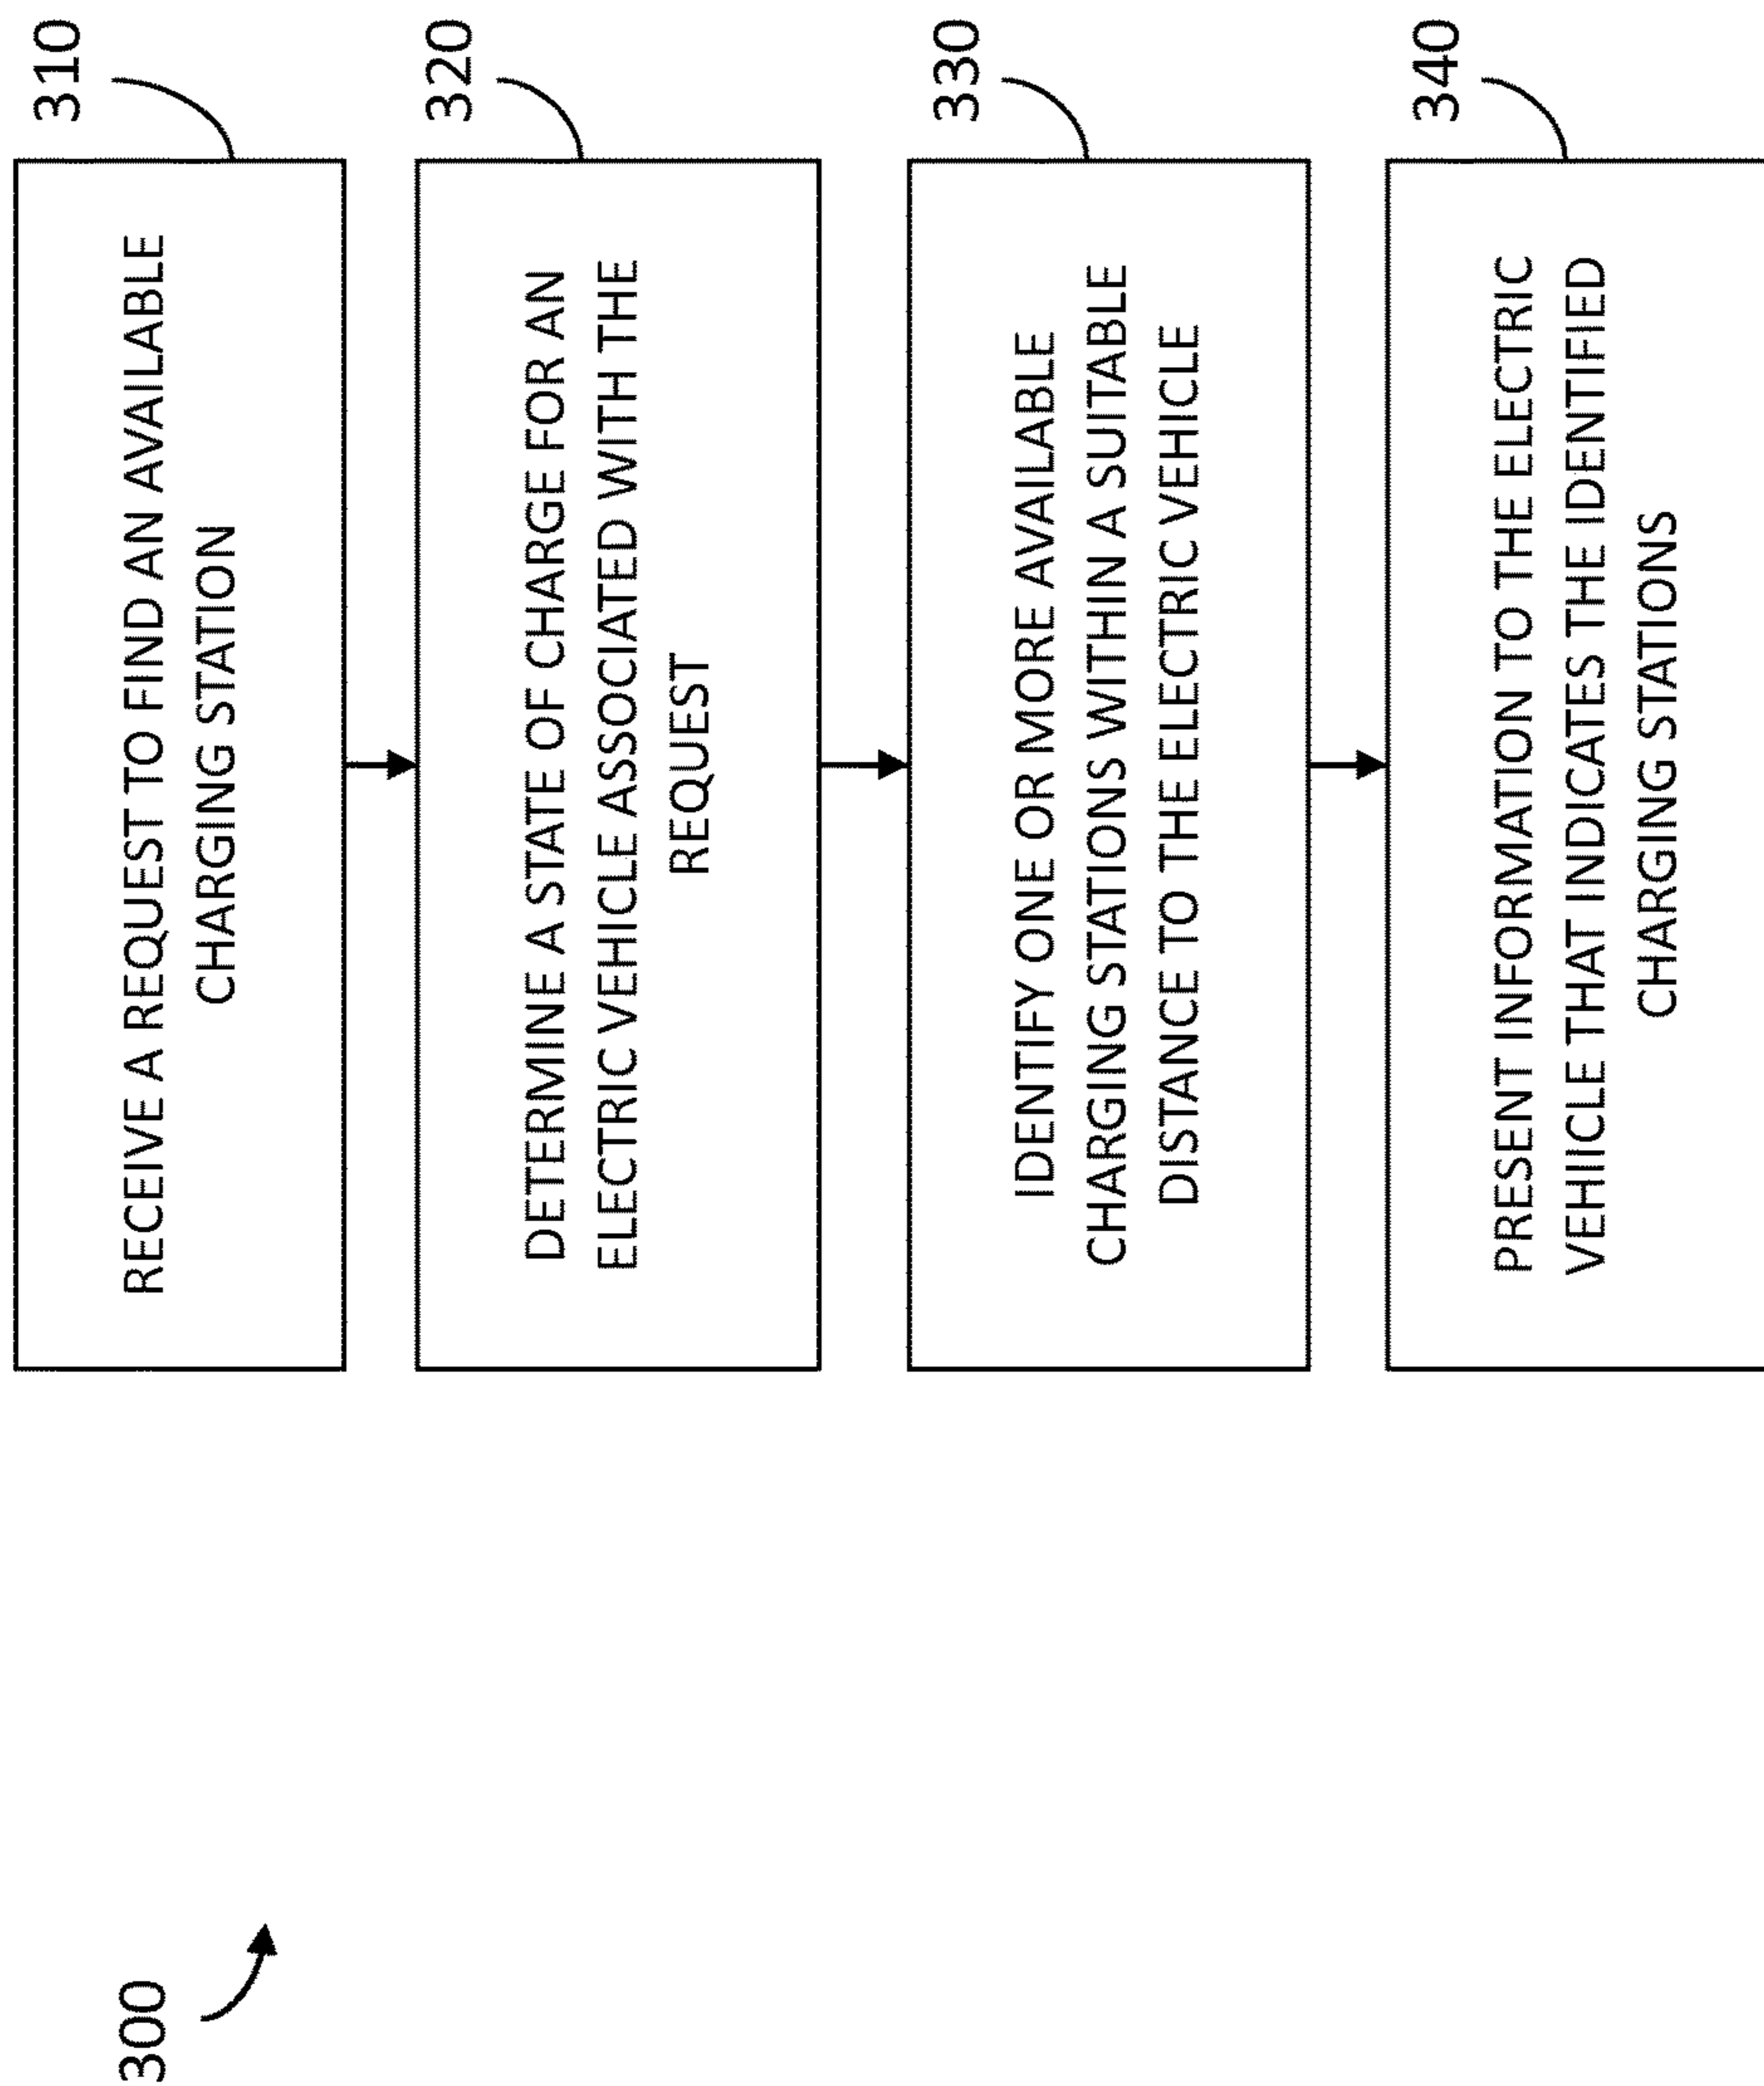 300
310
RECEIVE A REQUEST TO FIND AN AVAILABLE
CHARGING STATION
320
DETERMINE A STATE OF CHARGE FOR AN
ELECTRIC VEHICLE ASSOCIATED WITH THE
REQUEST
330
IDENTIFY ONE OR MORE AVAILABLE
CHARGING STATIONS WITHIN A SUITABLE
DISTANCE TO THE ELECTRIC VEHICLE
340
PRESENT INFORMATION TO THE ELECTRIC
VEHIICLE THAT INDICATES THE IDENTIFIED
CHARGING STATIONS